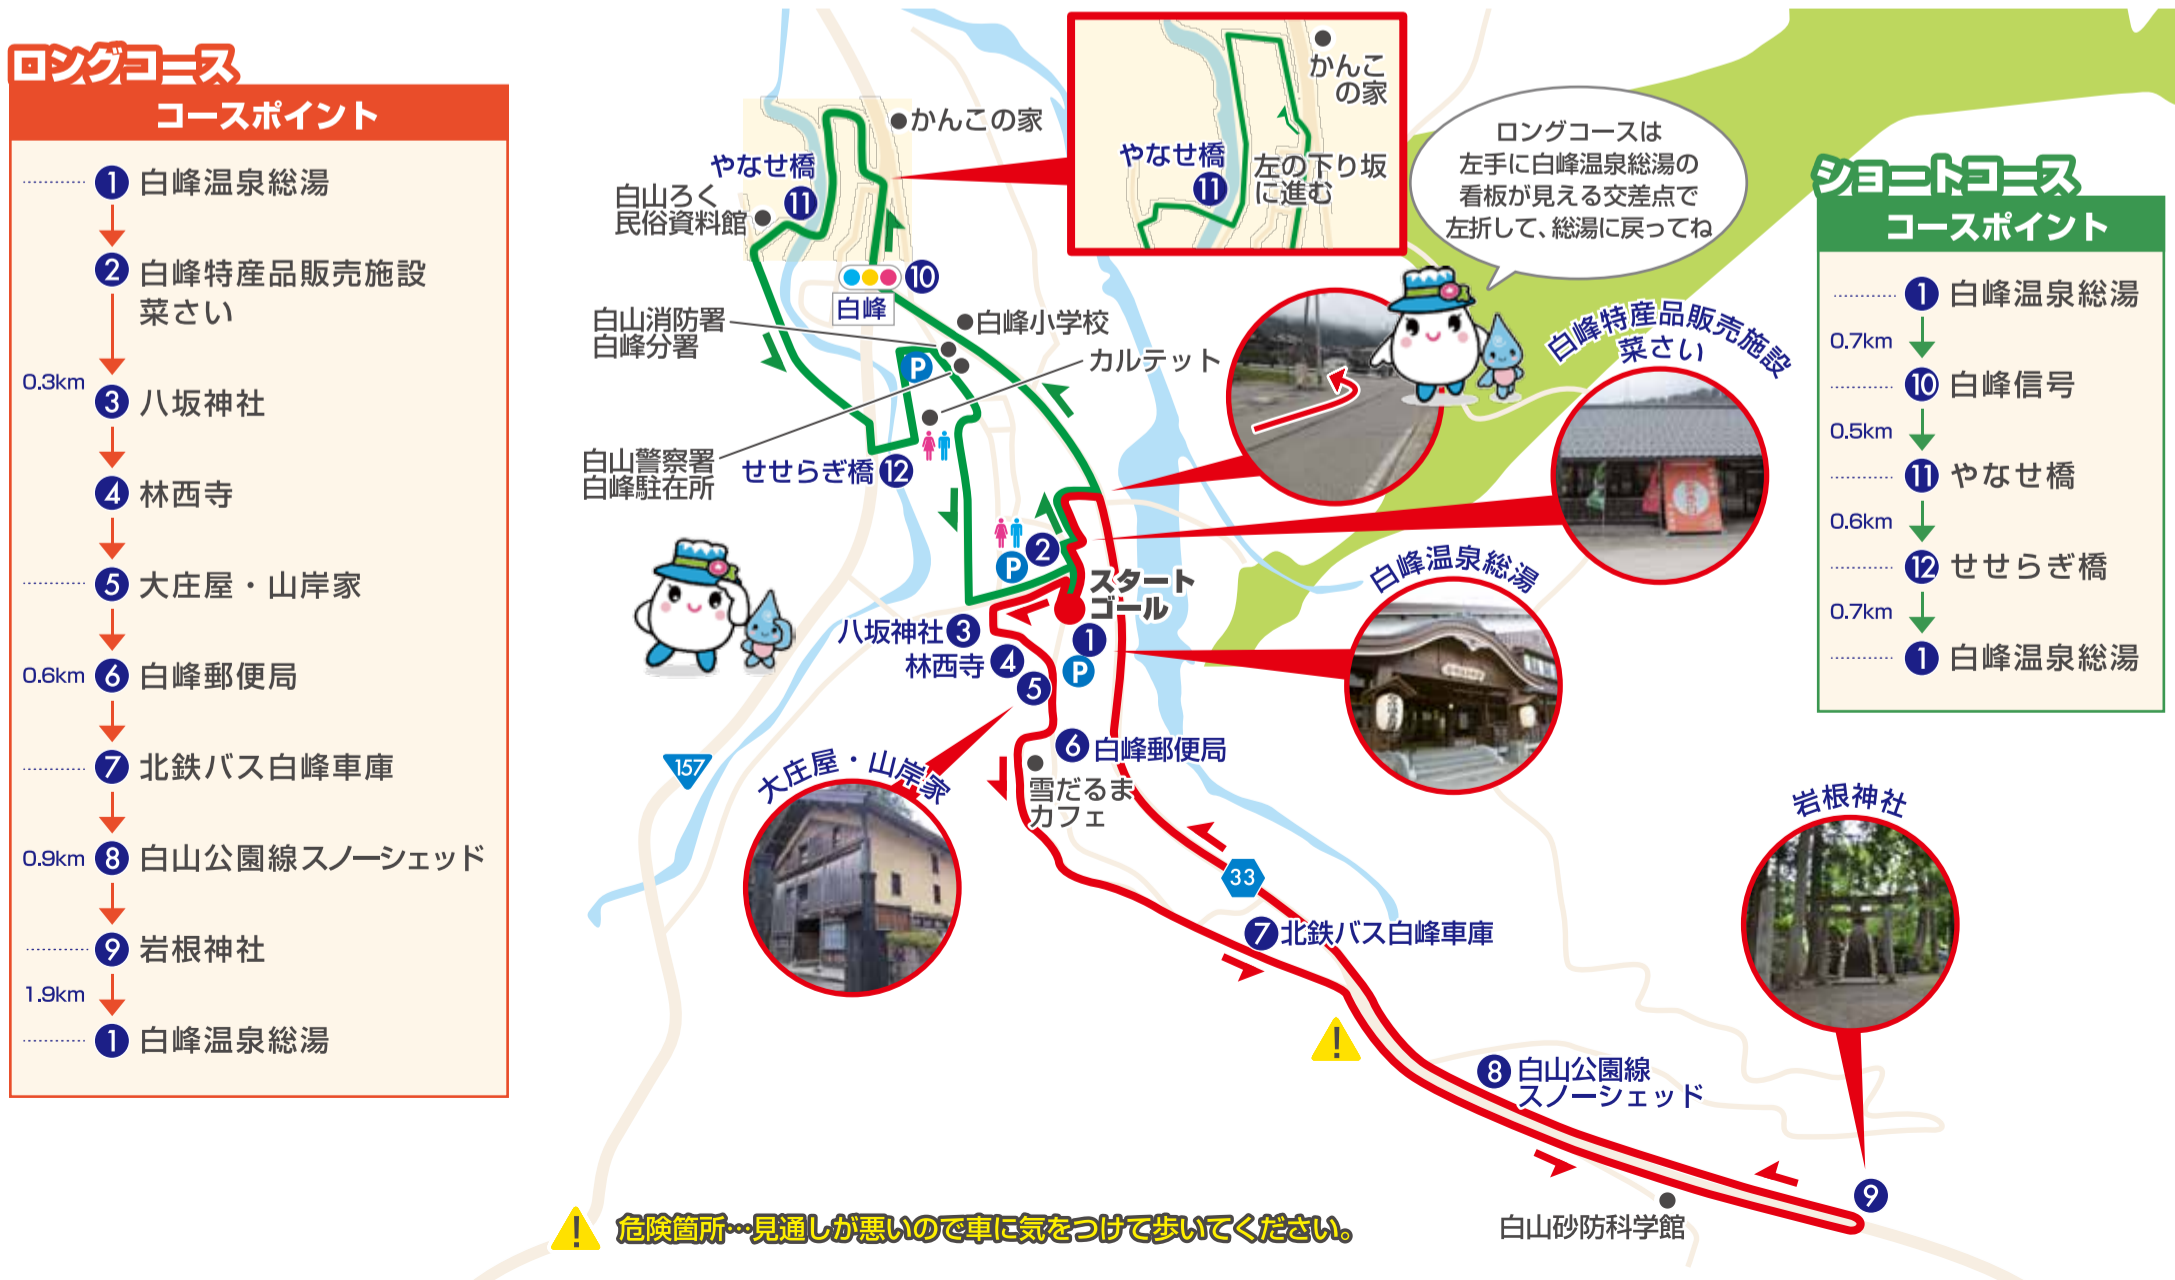 ロングコース
コースポイント
1 白峰温泉総湯
2 白峰特産品販売施設
菜さい
0.3km
3 八坂神社
4 林西寺
5 大庄屋・山岸家
0.6km
6 白峰郵便局
7 北鉄バス白峰車庫
0.9km
8 白山公園線スノーシェッド
9 岩根神社
1.9km
1 白峰温泉総湯
かんこの家
やなせ橋
11
白山ろく
民俗資料館
10
白峰
白山消防署
白峰分署
白峰小学校
カルテット
P
白山警察署
白峰駐在所
せせらぎ橋 12
かんこ
の家
やなせ橋
11
左の下り坂
に進む
ロングコースは
左手に白峰温泉総湯の
看板が見える交差点で
左折して、総湯に戻ってね
白峰特産品販売施設
菜さい
2
P
スタート
ゴール
白峰温泉総湯
八坂神社 3
1
林西寺 4
P
5
6 白峰郵便局
157
大庄屋・山岸家
雪だるま
カフェ
33
7 北鉄バス白峰車庫
岩根神社
!
8 白山公園線
スノーシェッド
9
白山砂防科学館
! 危険箇所…見通しが悪いので車に気をつけて歩いてください。
ショートコース
コースポイント
1 白峰温泉総湯
0.7km
10 白峰信号
0.5km
11 やなせ橋
0.6km
12 せせらぎ橋
0.7km
1 白峰温泉総湯